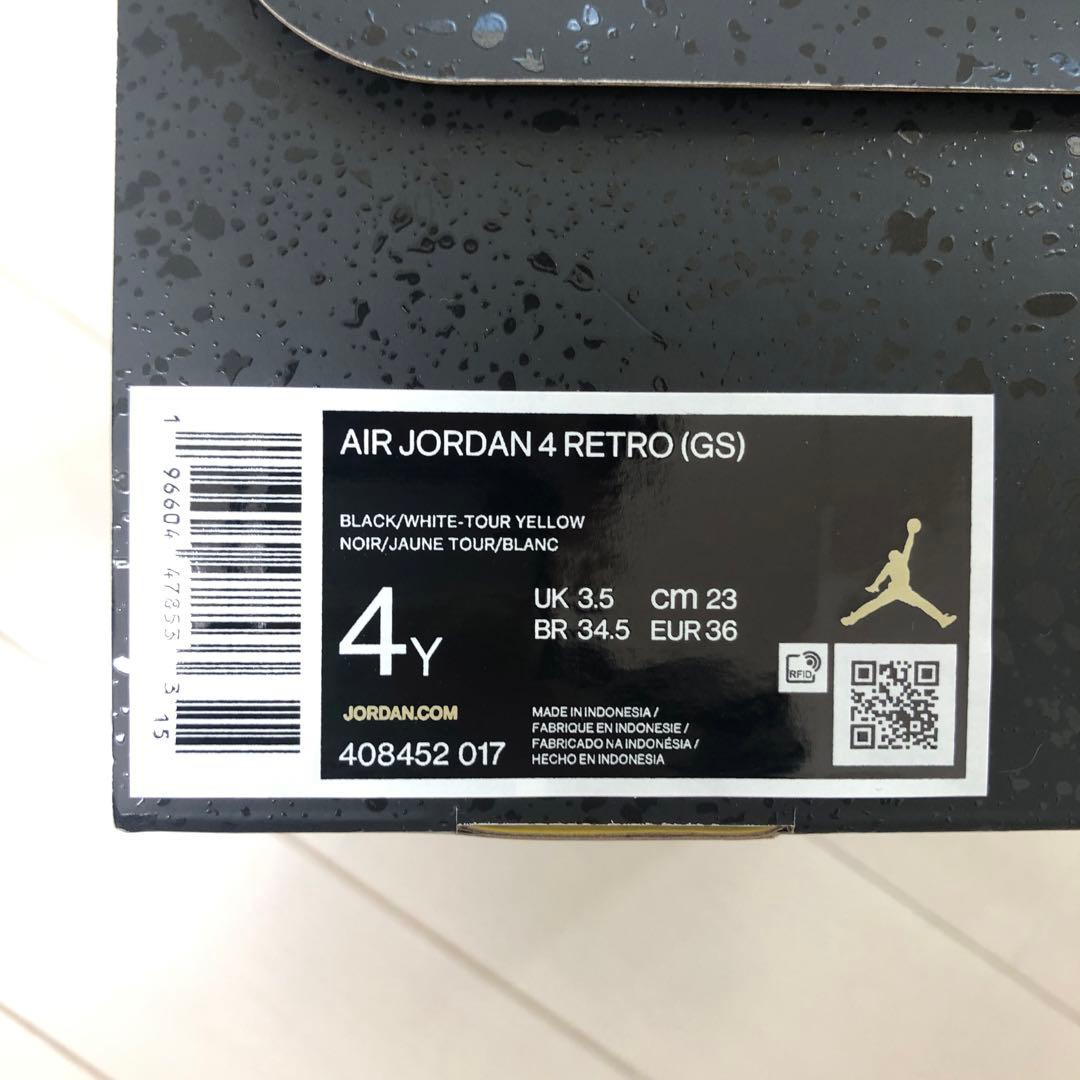 AIR JORDAN 4 RETRO (GS)
BLACK/WHITE-TOUR YELLOW
NOIR/JAUNE TOUR/BLANC
4Y
UK 3.5 cm 23
BR 34.5 EUR 36
RFID
JORDAN.COM
408452 017
MADE IN INDONESIA /
FABRIQUE EN INDONESIE /
FABRICADO NA INDONÉSIA /
HECHO EN INDONESIA
1 96604 47853 3 15